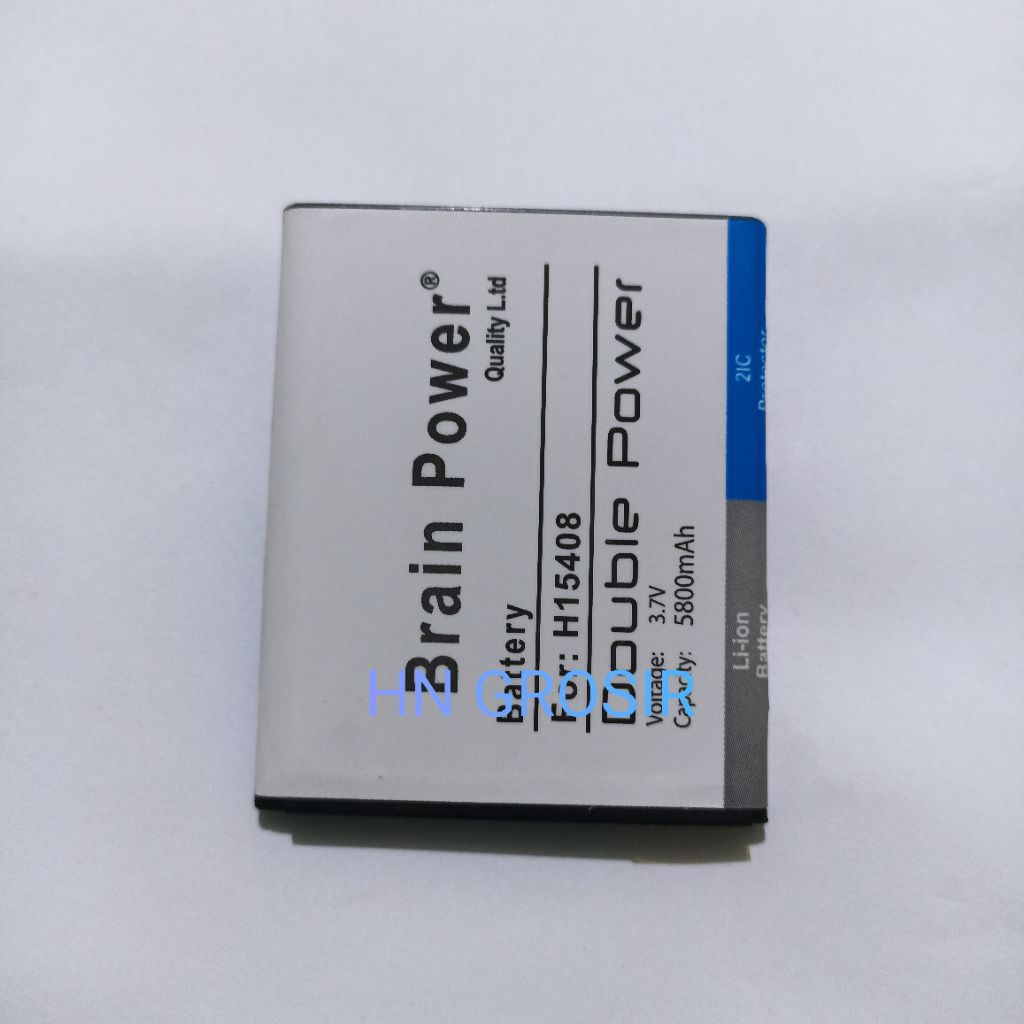 Brain Power®
Quality L.td
Battery
For: H15408
Double Power
Voltage: 3.7V
Capacity: 5800mAh
2IC
Protector
Li-ion
Battery
HN GROSIR